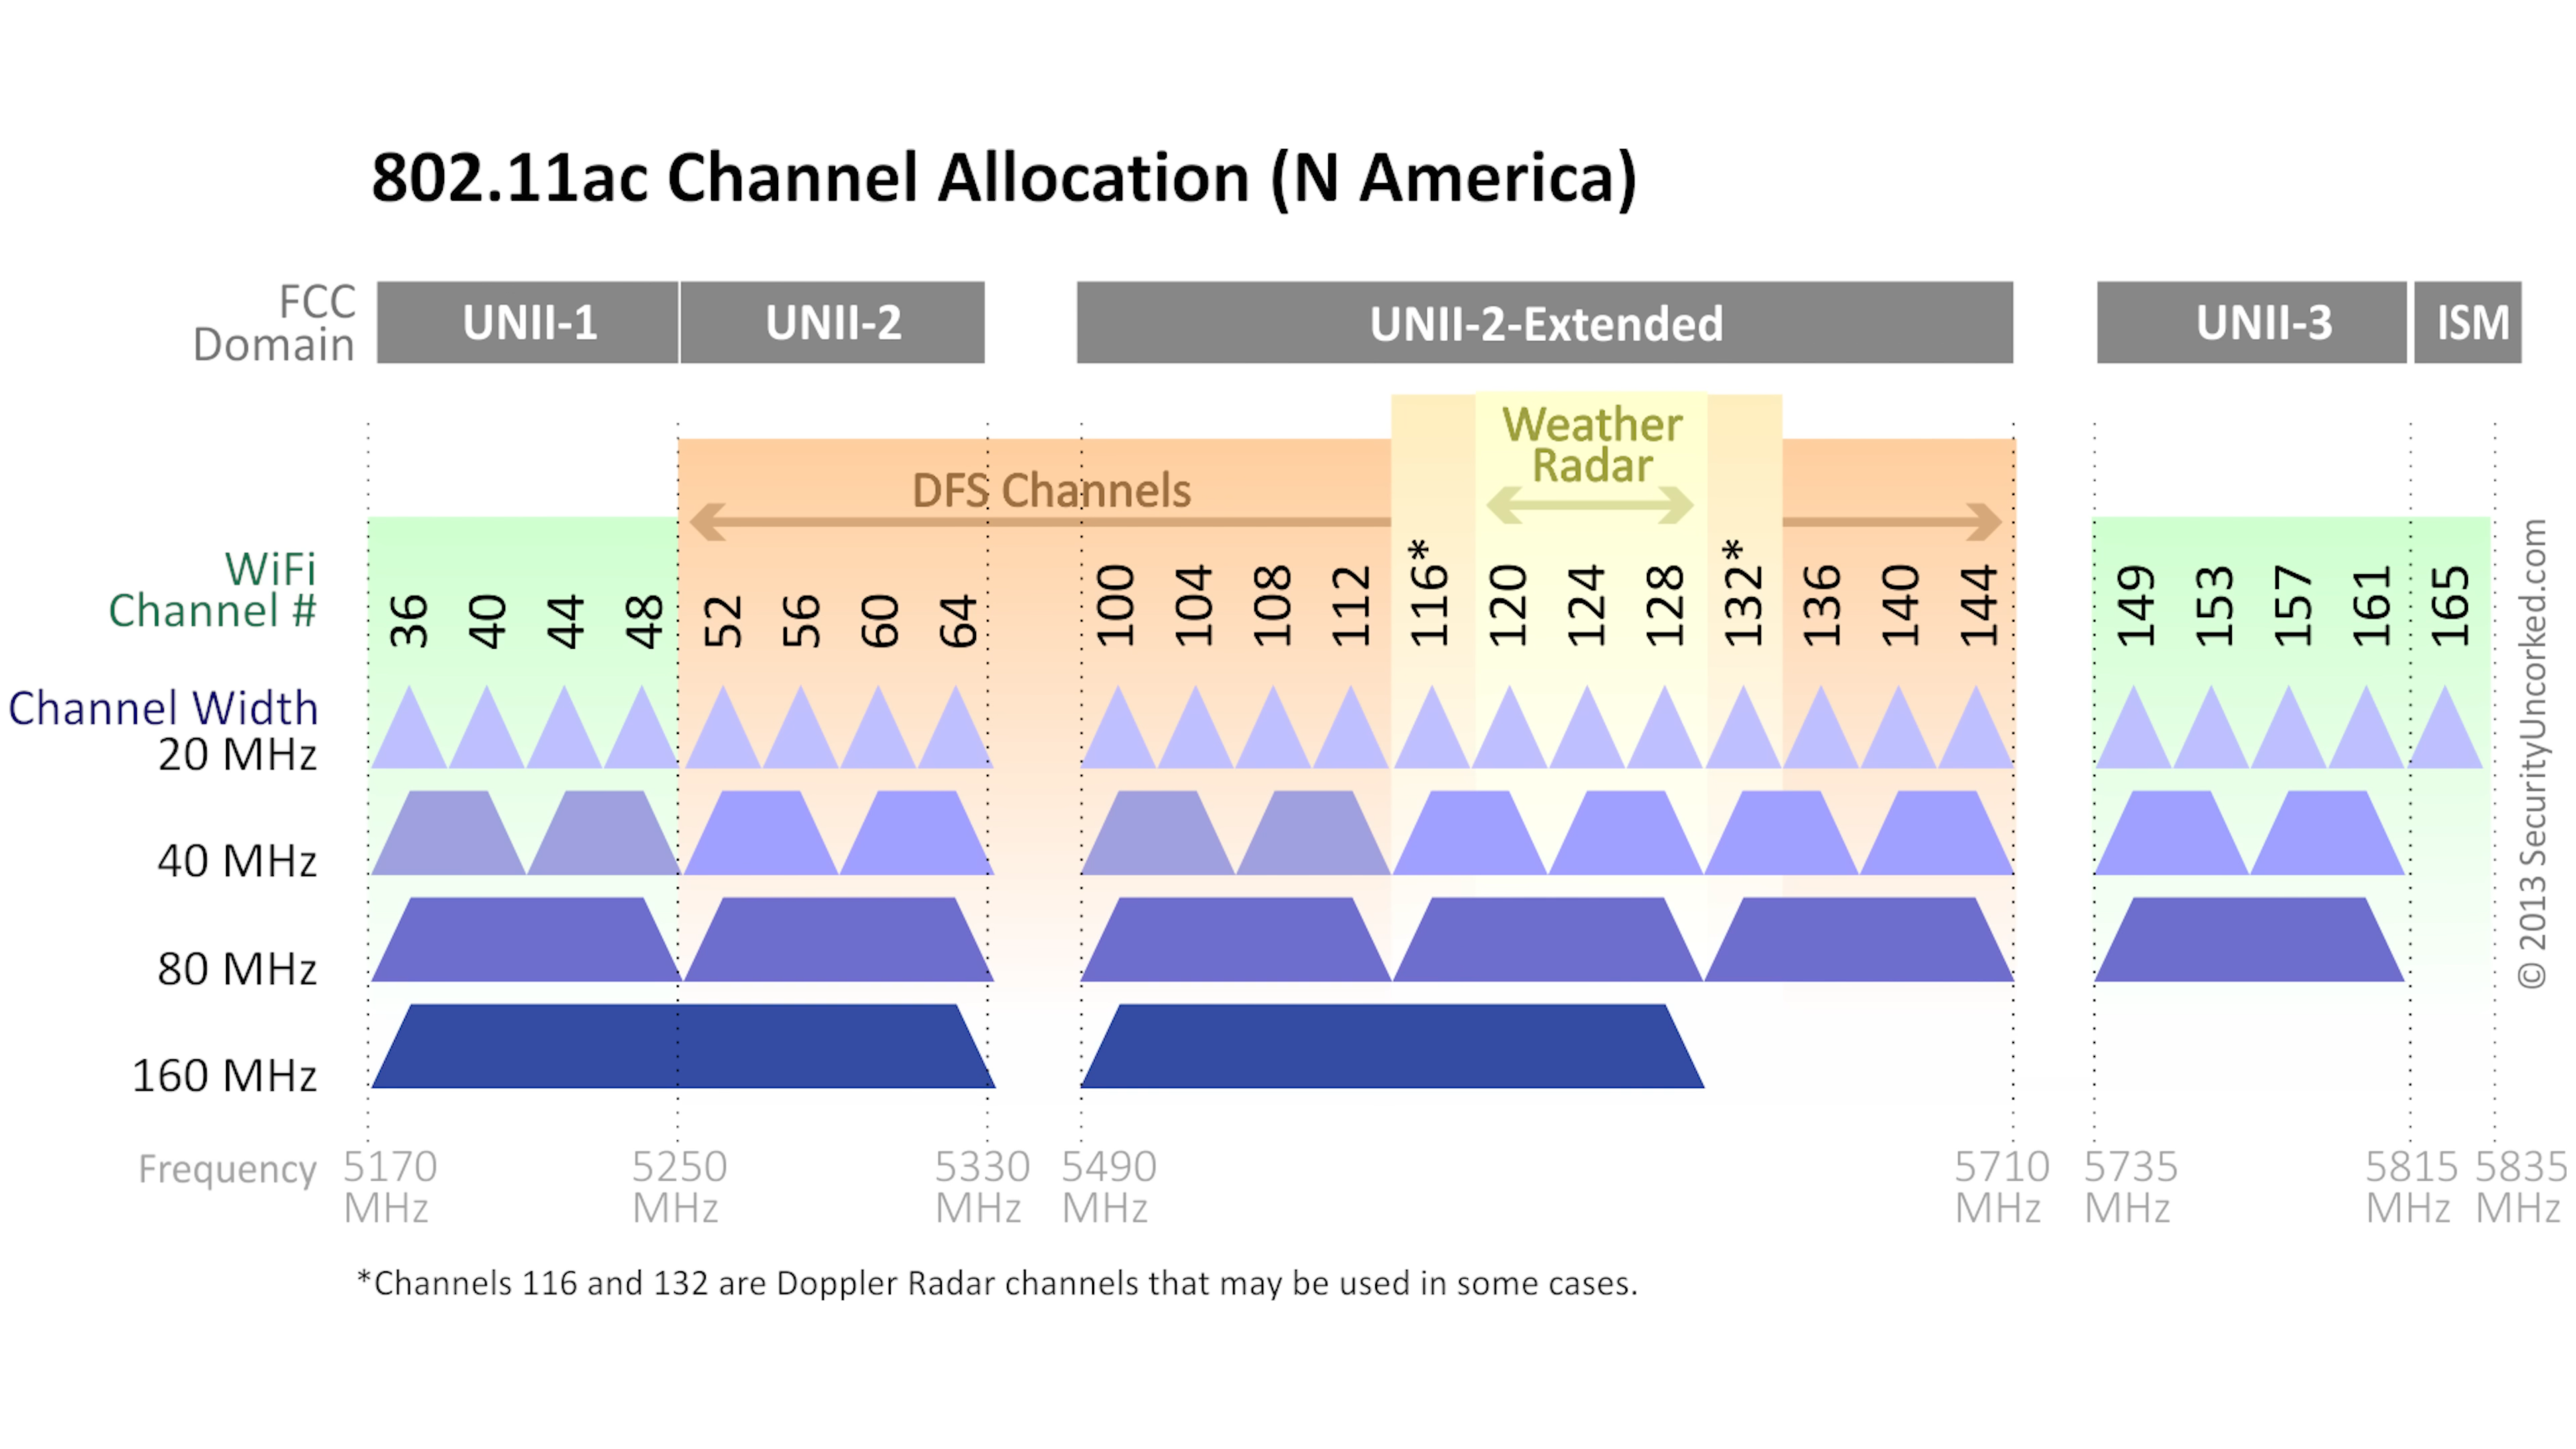 802.11ac Channel Allocation (N America)
FCC
Domain
UNII-1
UNII-2
UNII-2-Extended
UNII-3
ISM
Weather
Radar
DFS Channels
WiFi
Channel #
36
40
44
48
52
56
60
64
100
104
108
112
116*
120
124
128
132*
136
140
144
149
153
157
161
165
Channel Width
20 MHz
40 MHz
80 MHz
160 MHz
Frequency
5170
MHz
5250
MHz
5330
MHz
5490
MHz
5710
MHz
5735
MHz
5815
MHz
5835
MHz
*Channels 116 and 132 are Doppler Radar channels that may be used in some cases.
© 2013 SecurityUncorked.com